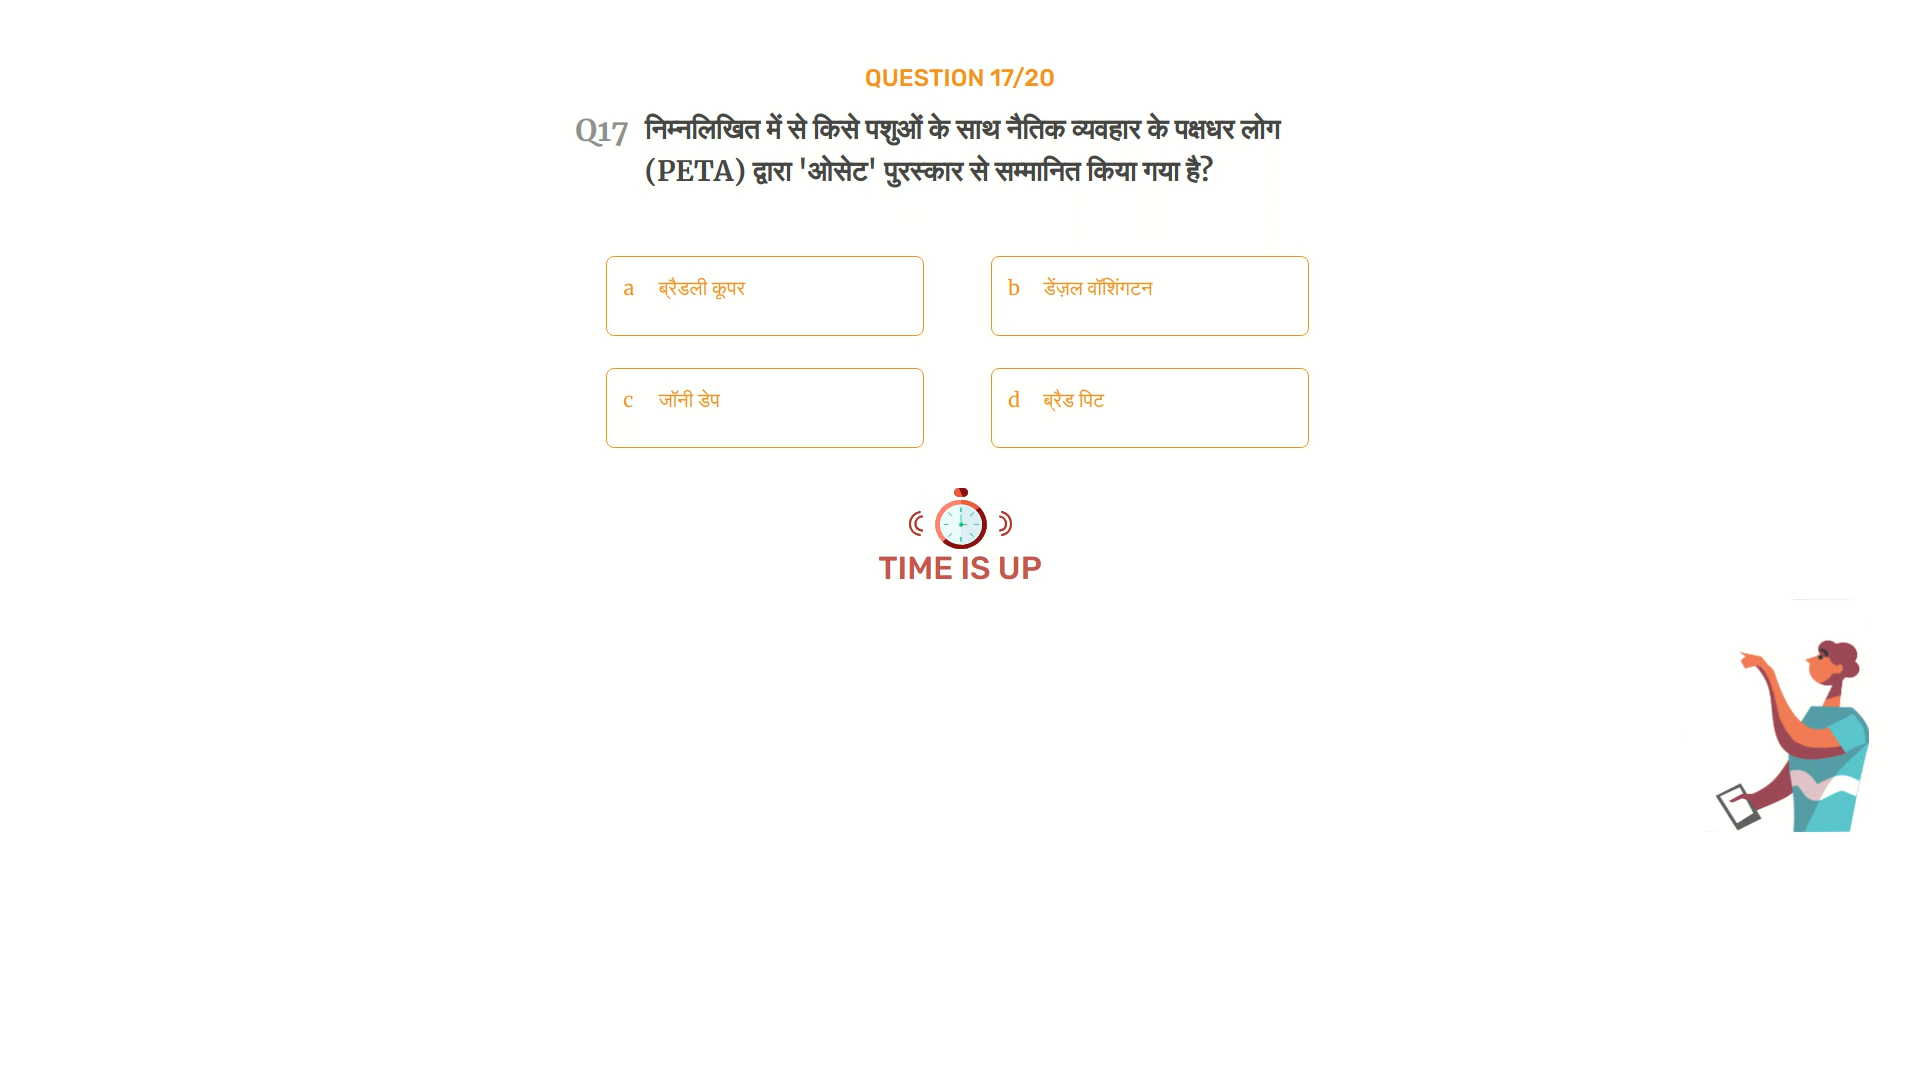 QUESTION 17/20
Q17 निम्नलिखित में से किसे पशुओं के साथ नैतिक व्यवहार के पक्षधर लोग
(PETA) द्वारा 'ओसेट' पुरस्कार से सम्मानित किया गया है?
a ब्रैडली कूपर
b डेंज़ल वॉशिंगटन
c जॉनी डेप
d ब्रैड पिट
TIME IS UP